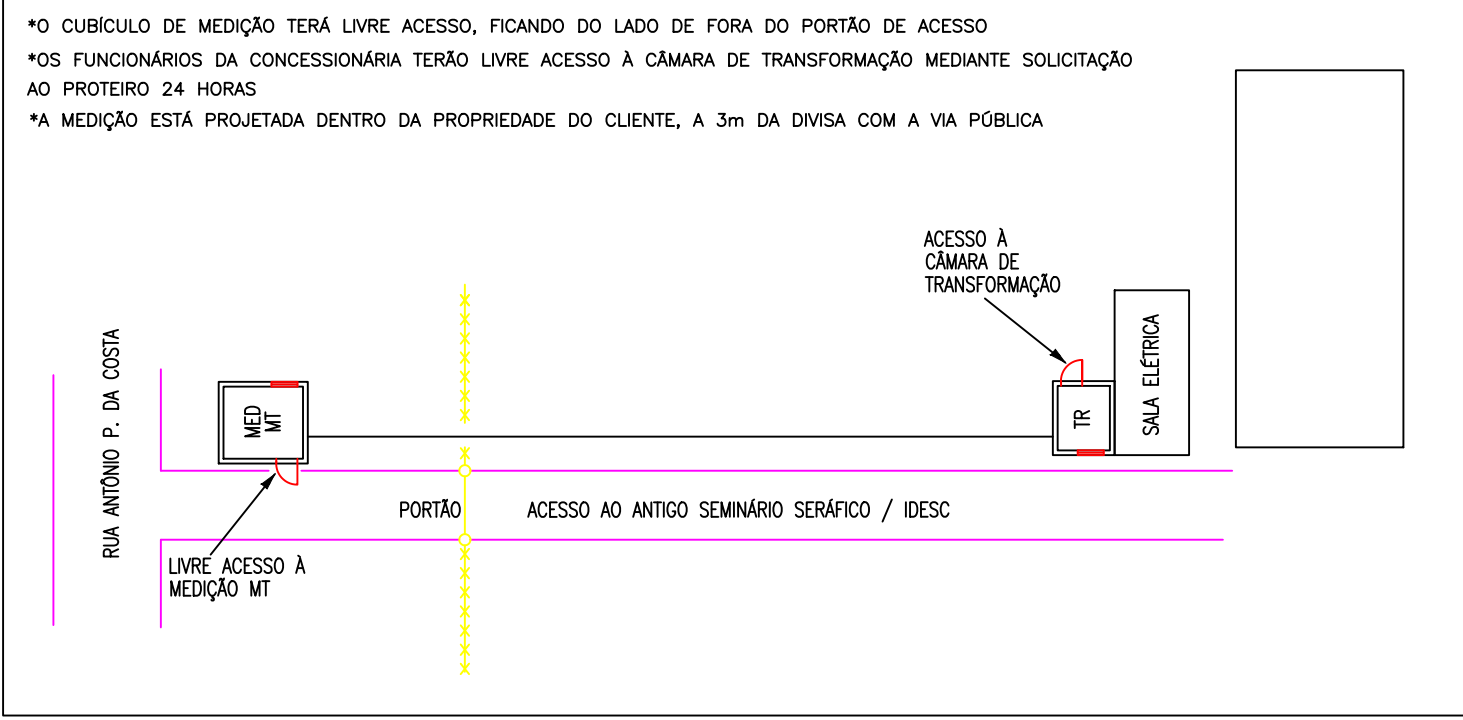 *O CUBÍCULO DE MEDIÇÃO TERÁ LIVRE ACESSO, FICANDO DO LADO DE FORA DO PORTÃO DE ACESSO
*OS FUNCIONÁRIOS DA CONCESSIONÁRIA TERÃO LIVRE ACESSO À CÂMARA DE TRANSFORMAÇÃO MEDIANTE SOLICITAÇÃO
AO PROTEIRO 24 HORAS
*A MEDIÇÃO ESTÁ PROJETADA DENTRO DA PROPRIEDADE DO CLIENTE, A 3m DA DIVISA COM A VIA PÚBLICA
ACESSO À
CÂMARA DE
TRANSFORMAÇÃO
RUA ANTÔNIO P. DA COSTA
MED
MT
TR
SALA ELÉTRICA
PORTÃO
ACESSO AO ANTIGO SEMINÁRIO SERÁFICO / IDESC
LIVRE ACESSO À
MEDIÇÃO MT